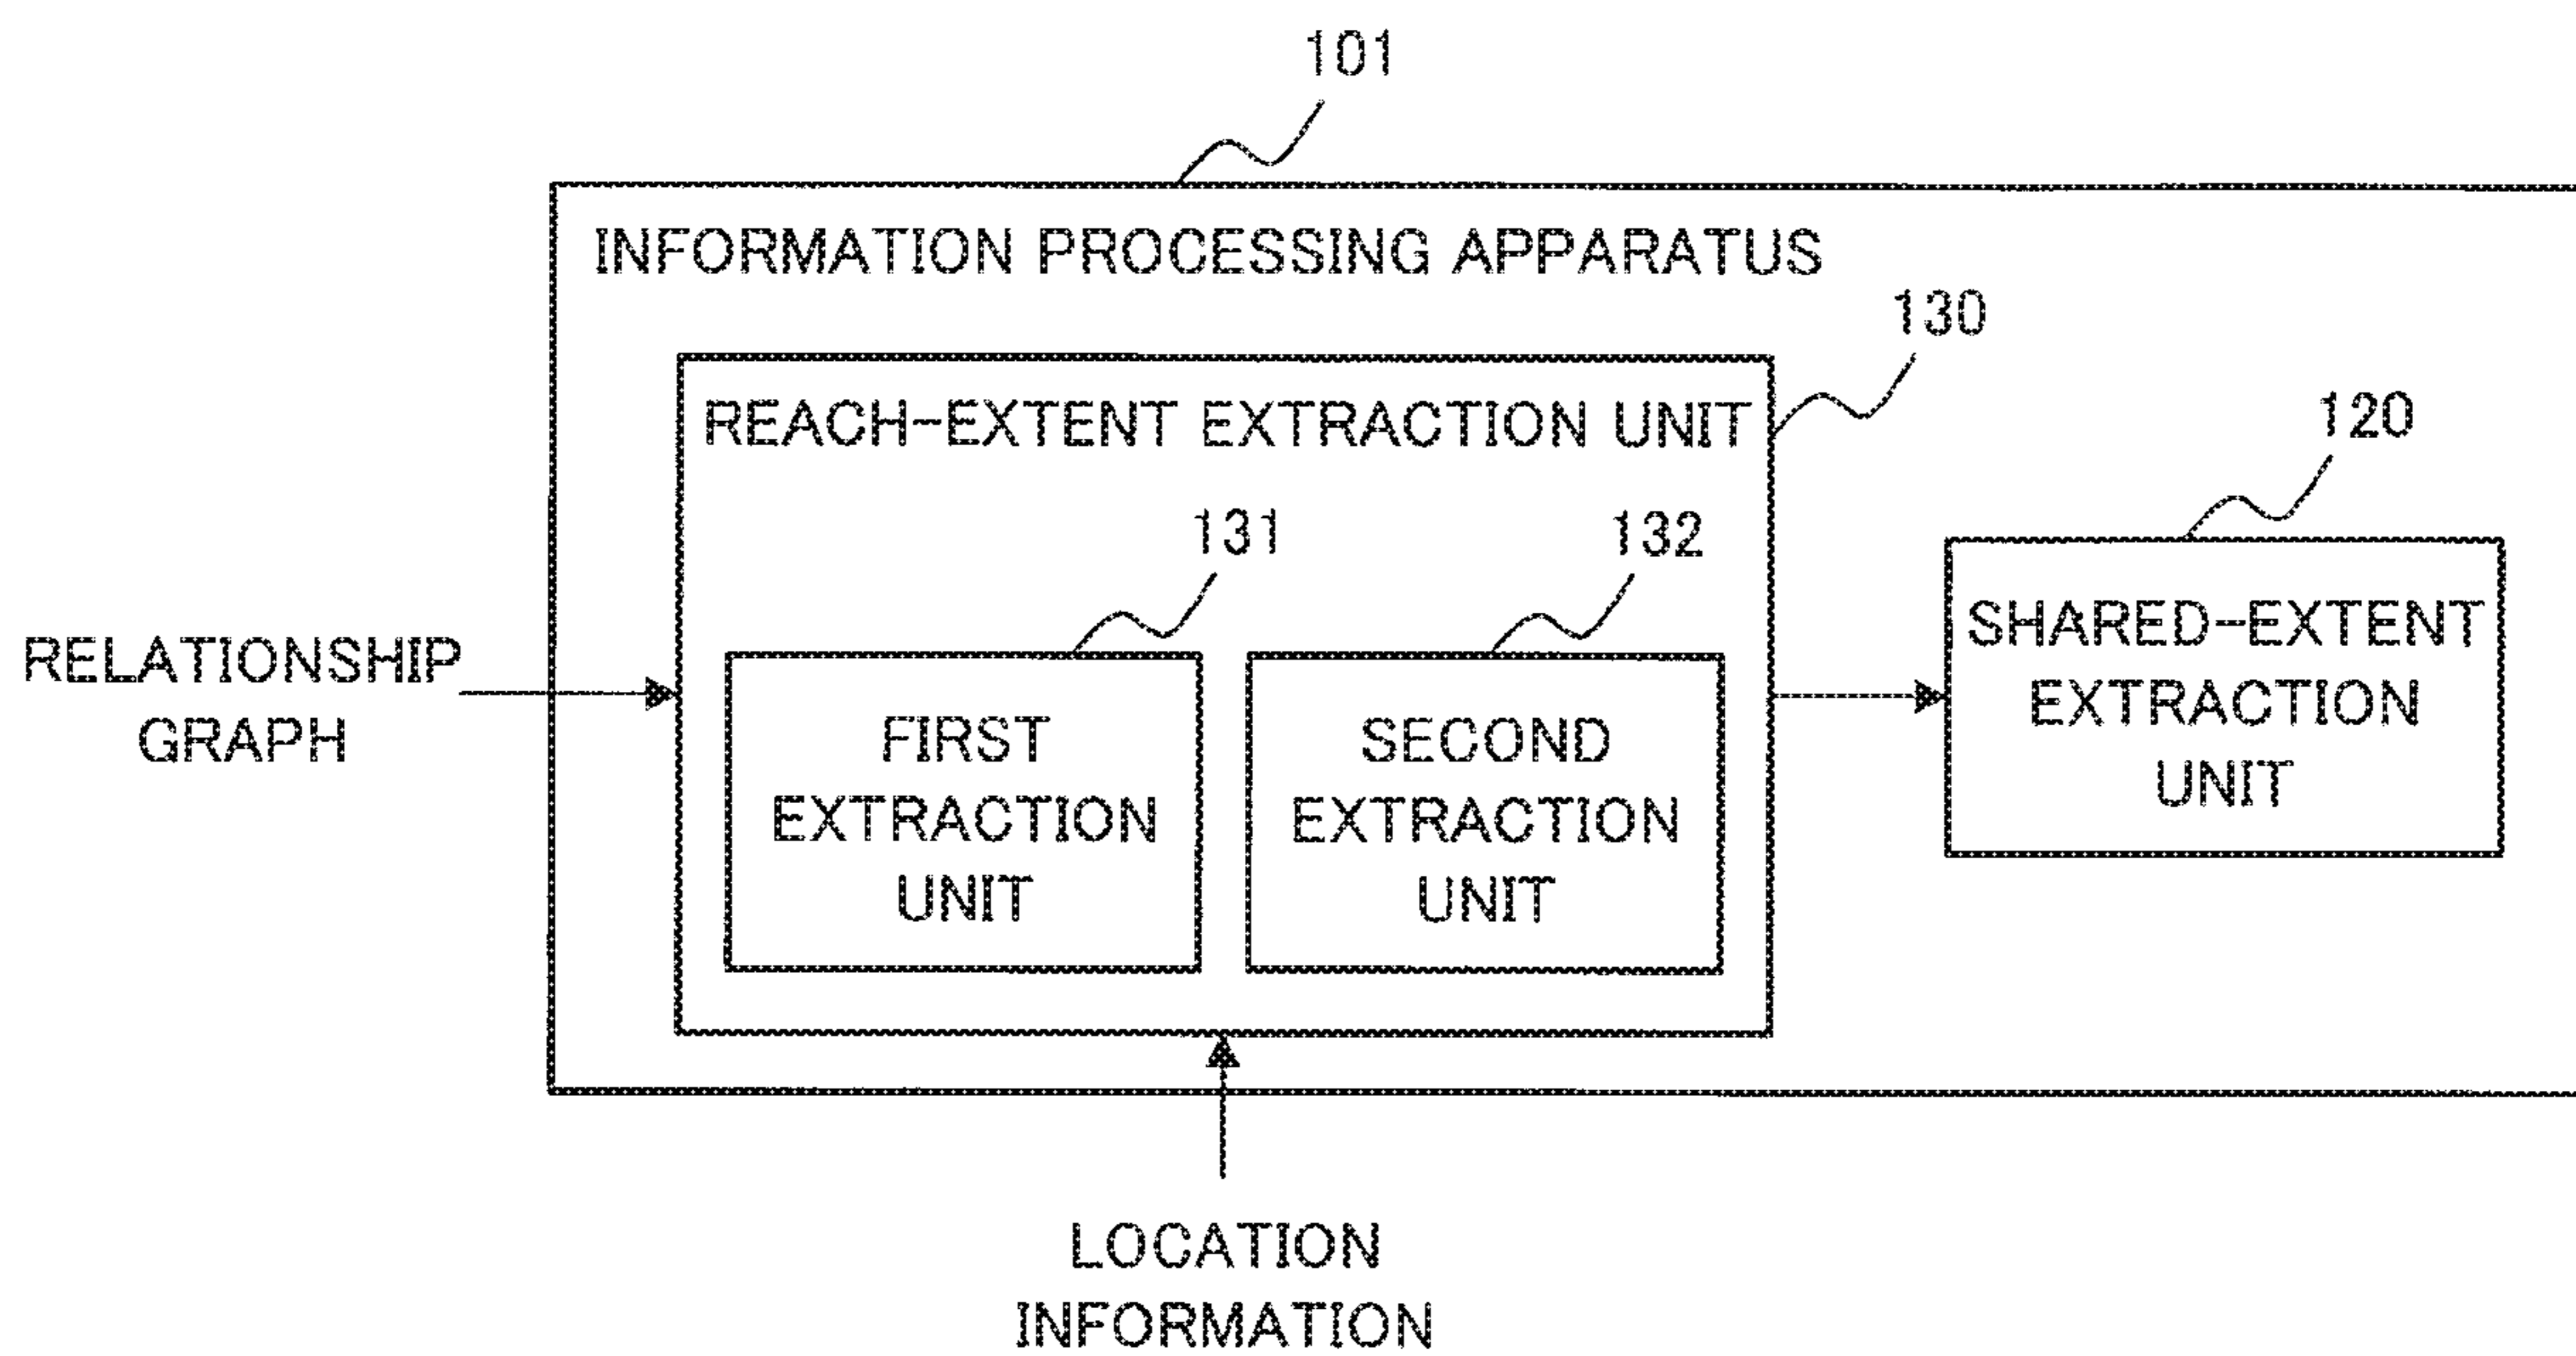 101
INFORMATION PROCESSING APPARATUS
130
REACH-EXTENT EXTRACTION UNIT
120
131
132
SHARED-EXTENT
EXTRACTION
UNIT
RELATIONSHIP
GRAPH
FIRST
EXTRACTION
UNIT
SECOND
EXTRACTION
UNIT
LOCATION
INFORMATION